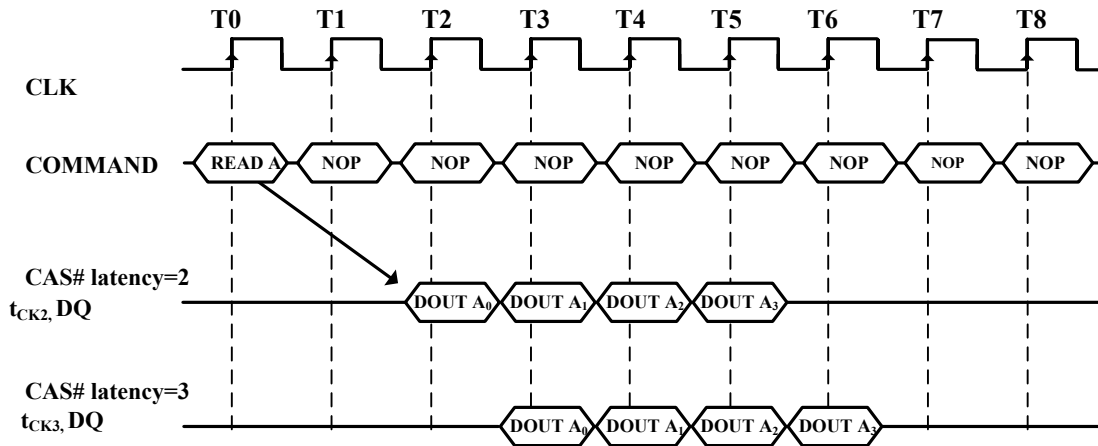 T0 T1 T2 T3 T4 T5 T6 T7 T8
CLK
COMMAND READ A NOP NOP NOP NOP NOP NOP NOP NOP
CAS# latency=2
tCK2, DQ DOUT A0 DOUT A1 DOUT A2 DOUT A3
CAS# latency=3
tCK3, DQ DOUT A0 DOUT A1 DOUT A2 DOUT A3